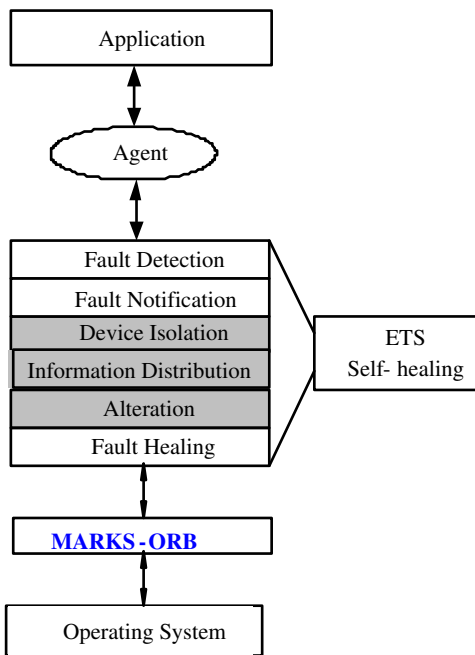 Application
Agent
Fault Detection
Fault Notification
Device Isolation
Information Distribution
Alteration
Fault Healing
ETS
Self- healing
MARKS-ORB
Operating System